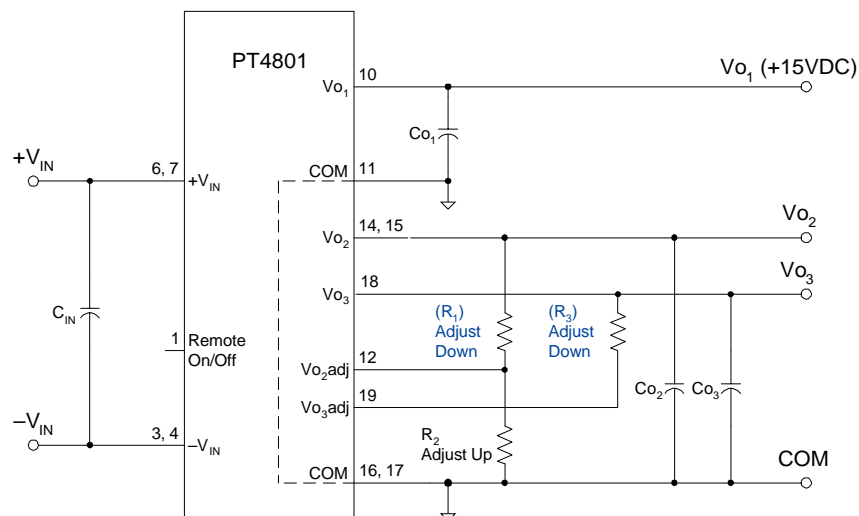 PT4801
Vo1 10
Vo1 (+15VDC)
Co1
COM 11
+VIN
6, 7
+VIN
Vo2 14, 15
Vo2
Vo3 18
Vo3
CIN
1 Remote
On/Off
(R1)
Adjust
Down
(R3)
Adjust
Down
Vo2adj 12
Vo3adj 19
Co2
Co3
–VIN
3, 4
–VIN
R2
Adjust Up
COM 16, 17
COM